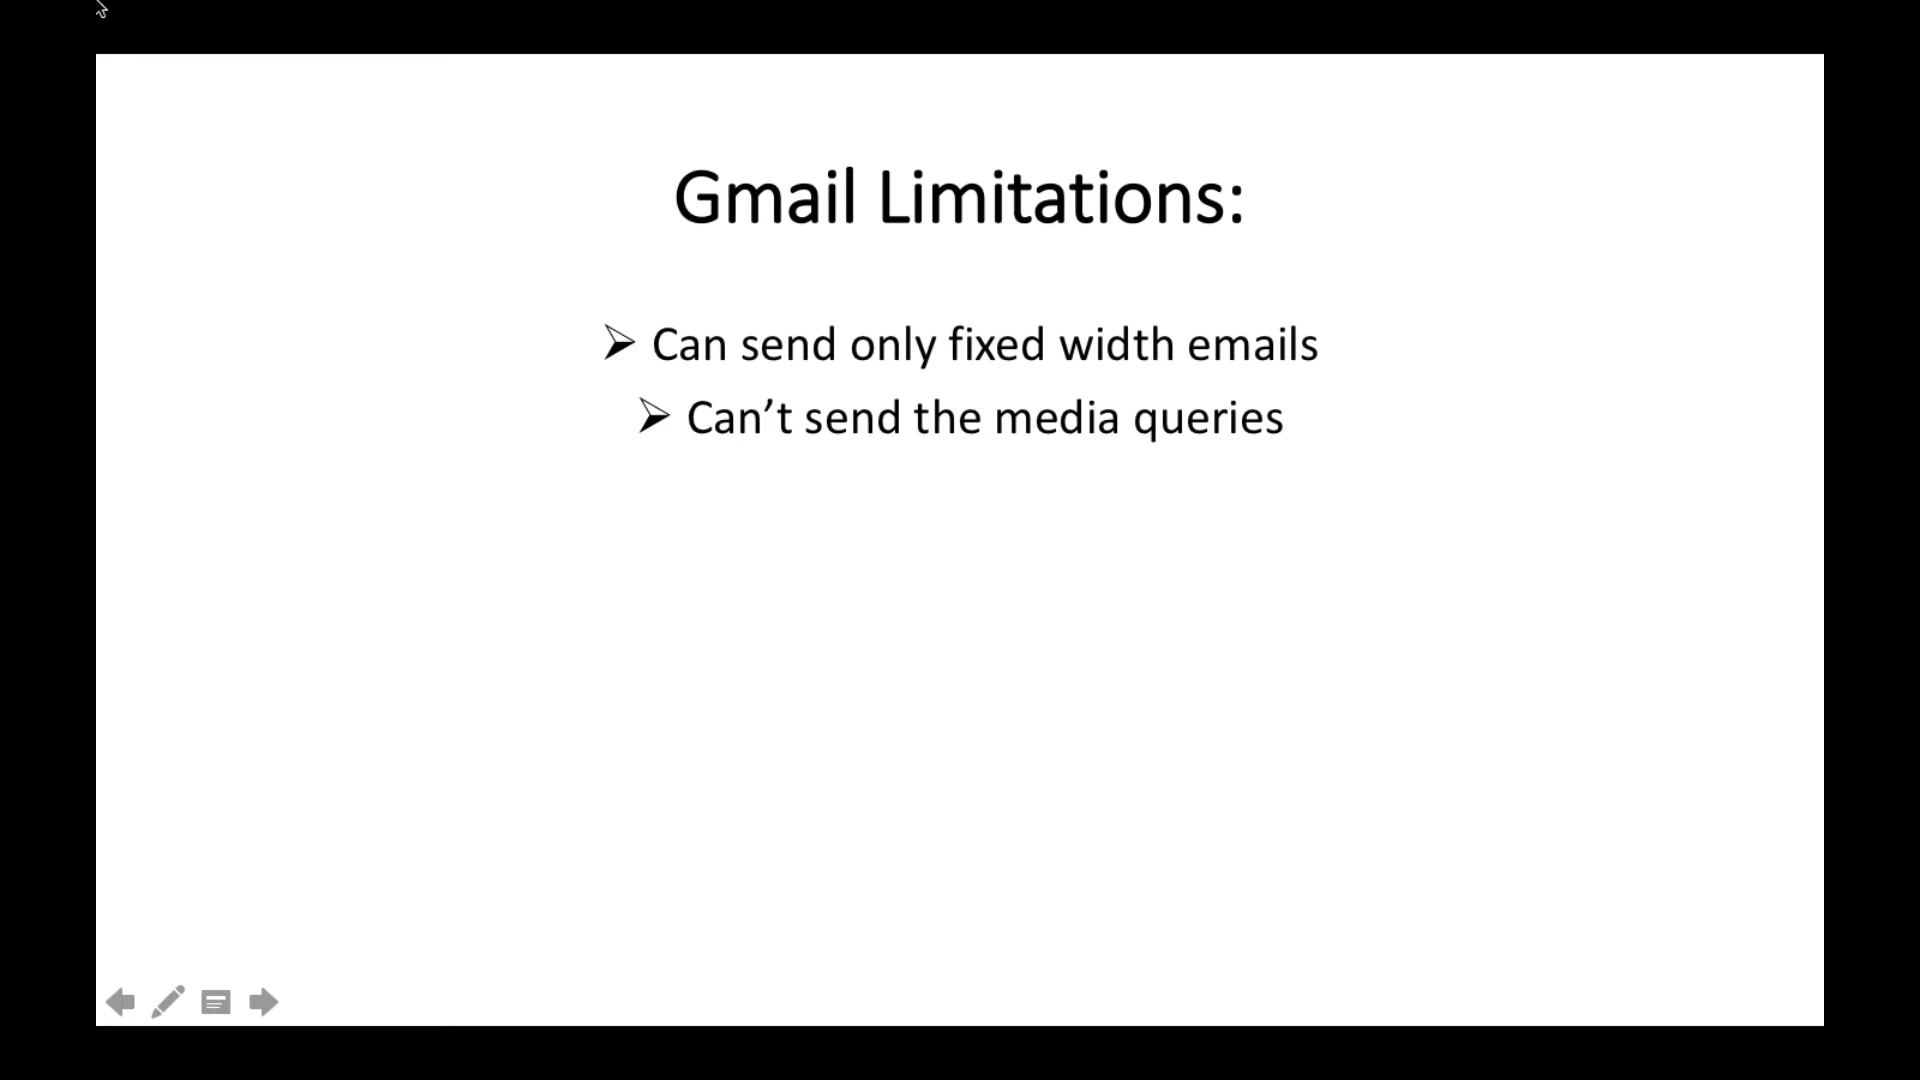 Gmail Limitations:
➢ Can send only fixed width emails
➢ Can’t send the media queries